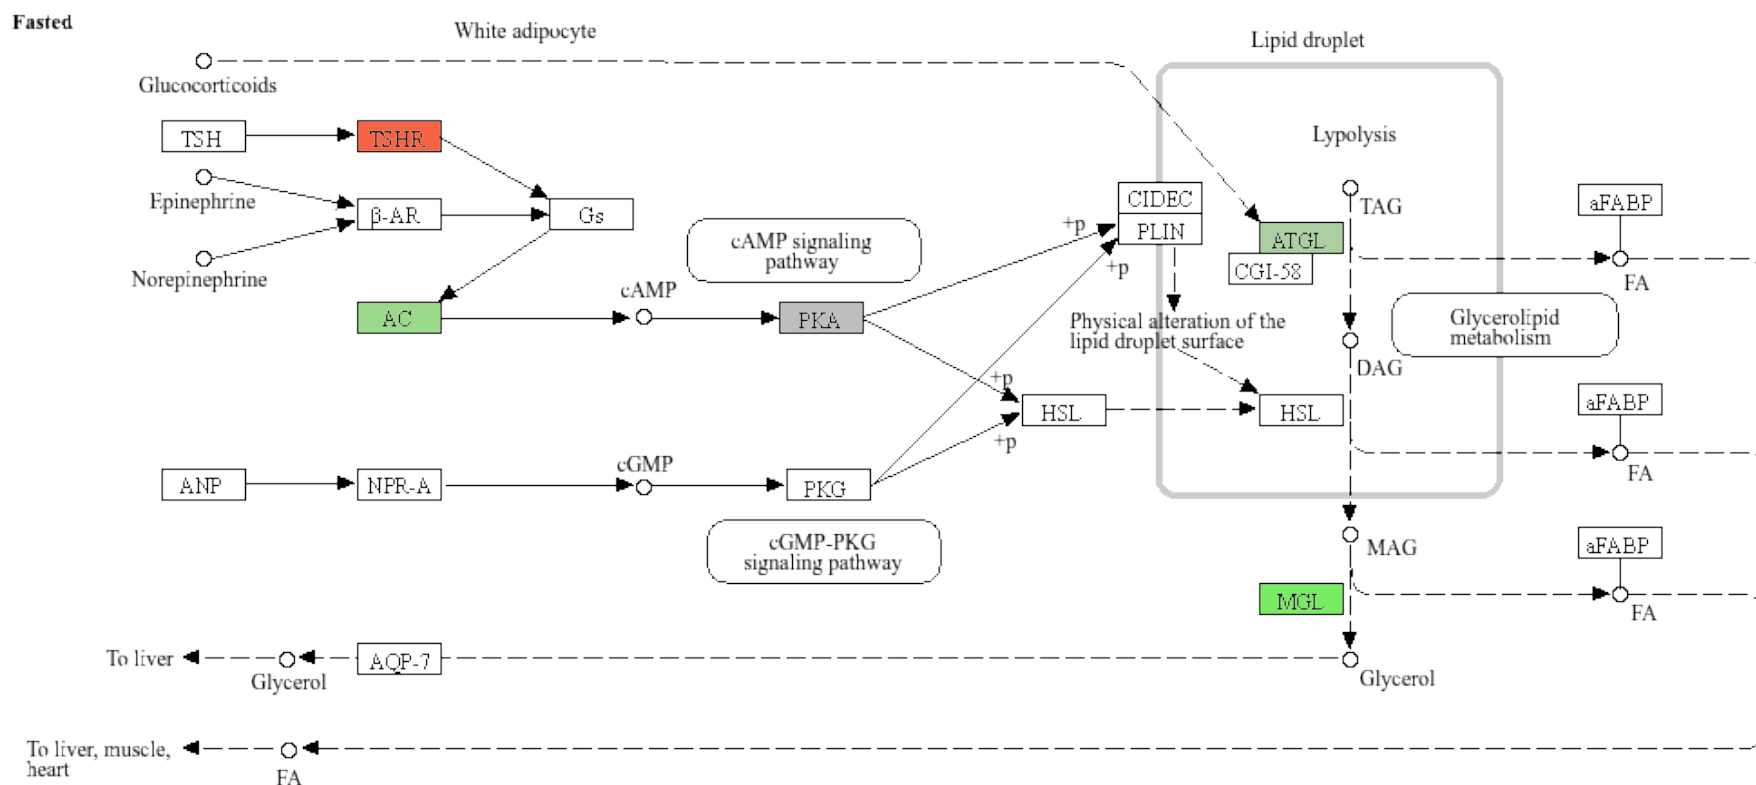 Fasted
White adipocyte
Lipid droplet
Glucocorticoids
TSH
TSHR
Lypolysis
Epinephrine
β-AR
Gs
CIDEC
PLIN
+p
+p
TAG
aFABP
ATGL
CGI-58
FA
cAMP signaling
pathway
Norepinephrine
AC
cAMP
PKA
Physical alteration of the
lipid droplet surface
Glycerolipid
metabolism
DAG
+p
HSL
+p
HSL
aFABP
FA
ANP
NPR-A
cGMP
PKG
cGMP-PKG
signaling pathway
MAG
aFABP
MGL
FA
To liver
Glycerol
AQP-7
Glycerol
To liver, muscle,
heart
FA